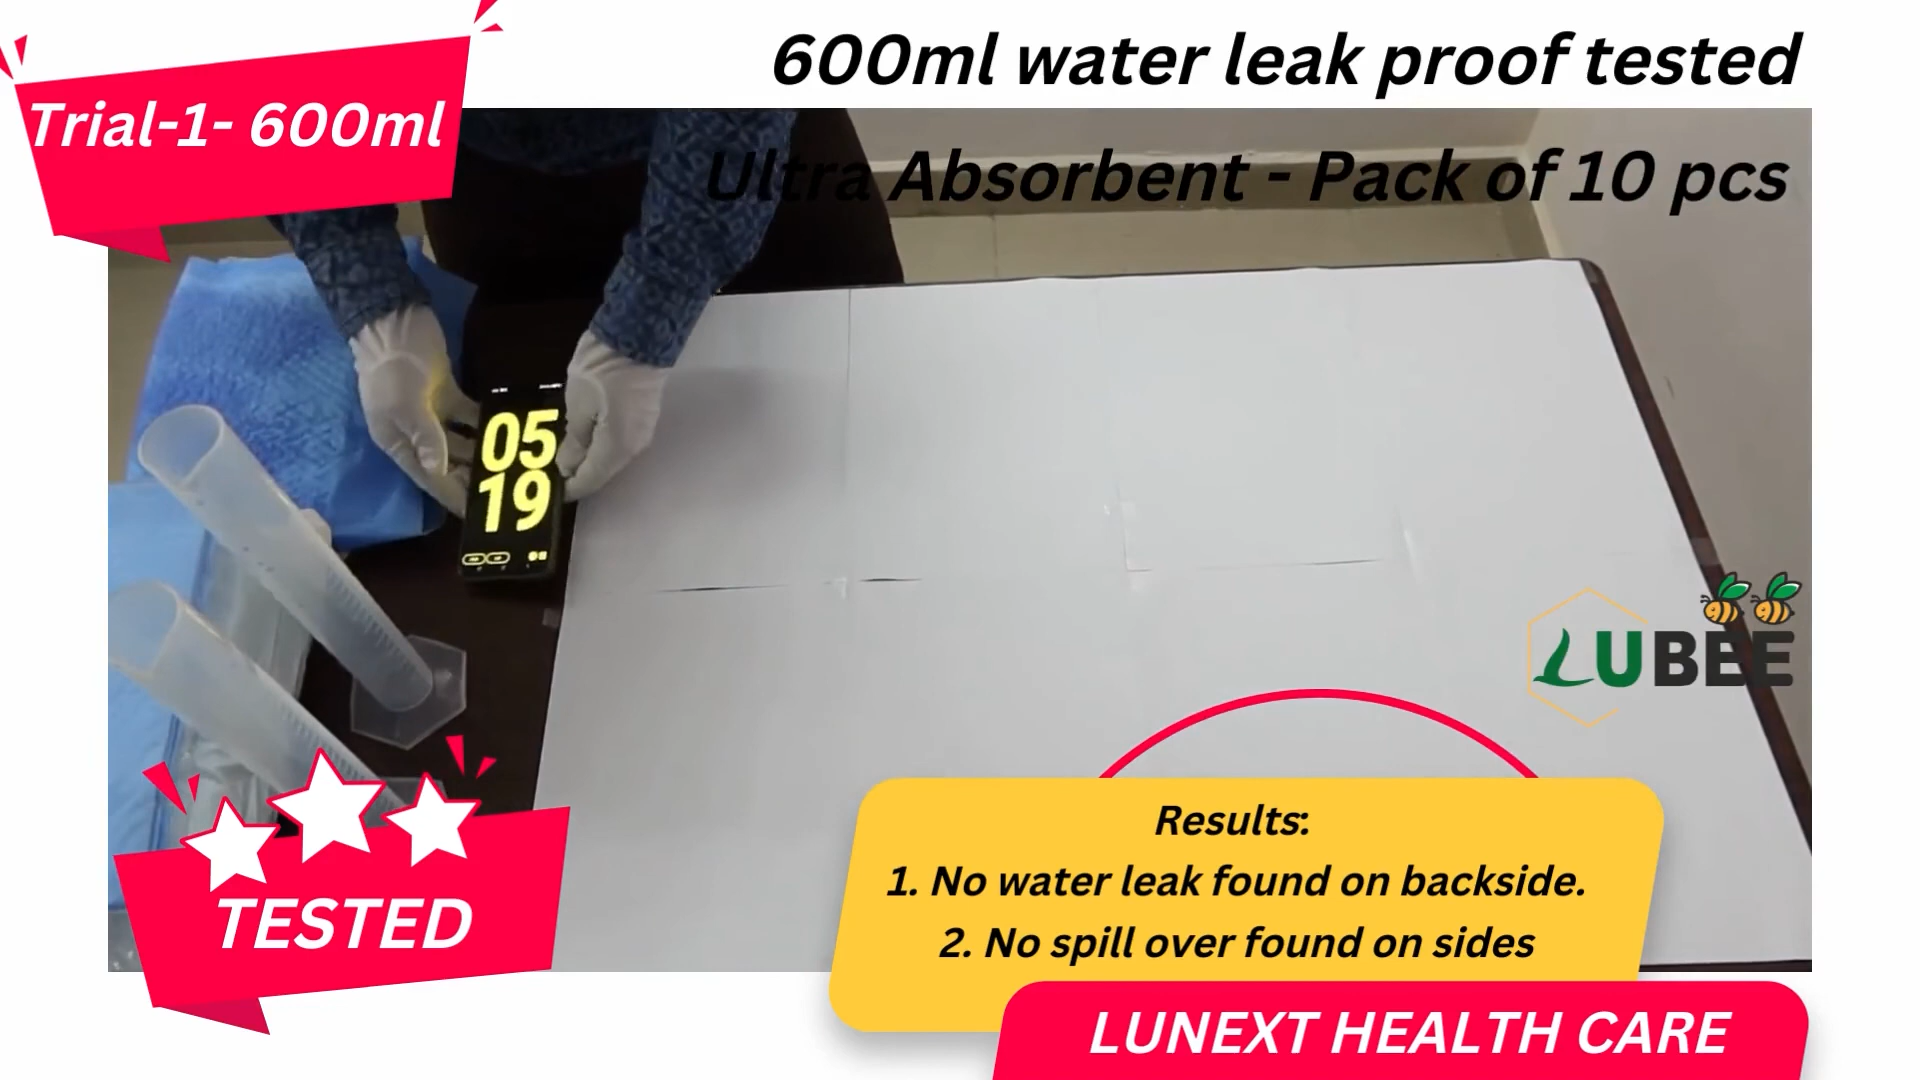 600ml water leak proof tested
Trial-1- 600ml
Ultra Absorbent - Pack of 10 pcs
05
19
LUBEE
Results:
1. No water leak found on backside.
2. No spill over found on sides
TESTED
LUNEXT HEALTH CARE